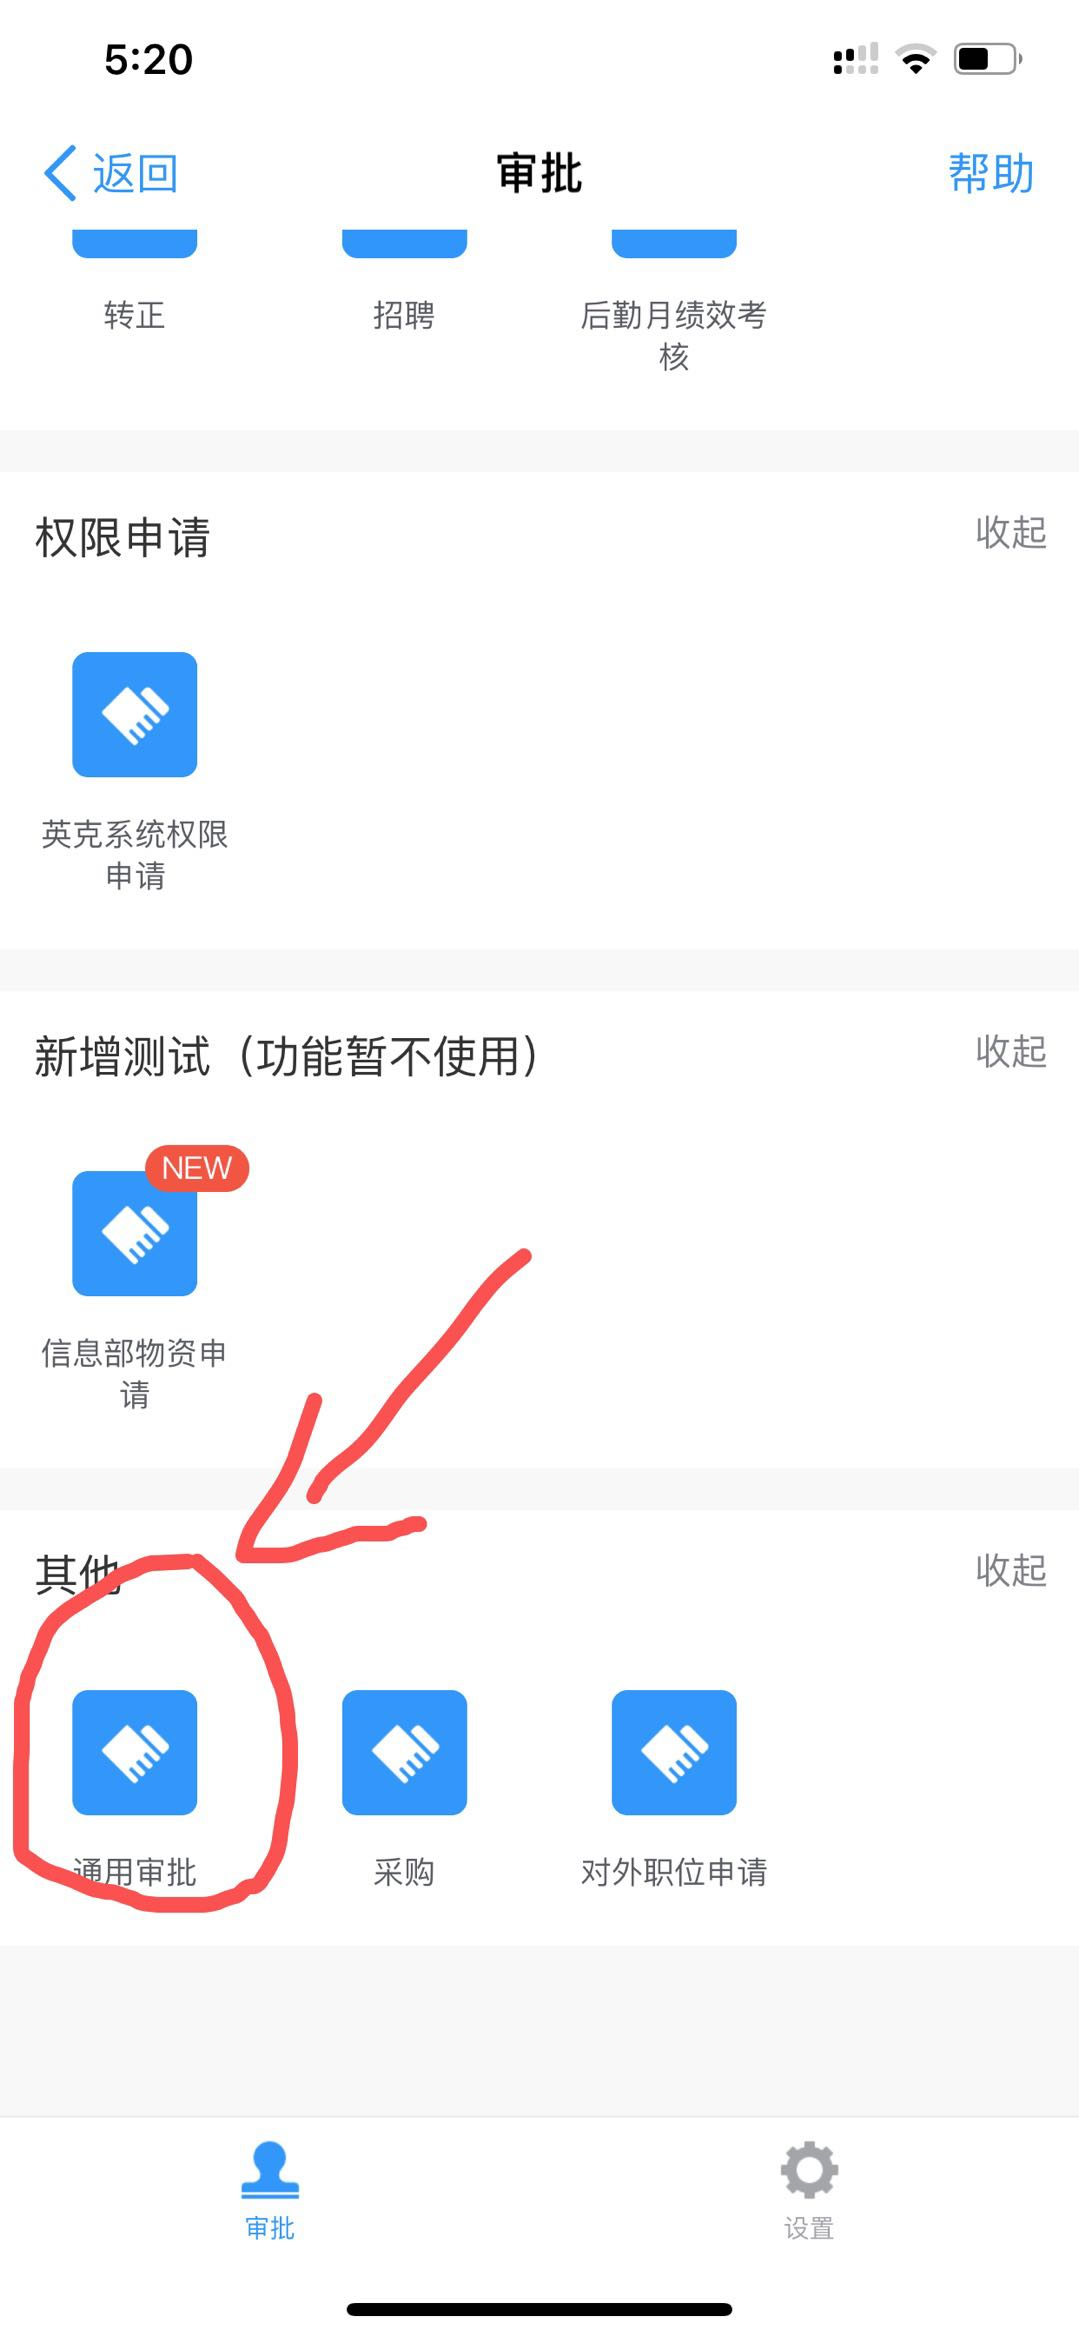 5:20
返回
审批
帮助
转正
招聘
后勤月绩效考
核
权限申请
收起
英克系统权限
申请
新增测试（功能暂不使用）
收起
NEW
信息部物资申
请
其他
收起
通用审批
采购
对外职位申请
审批
设置